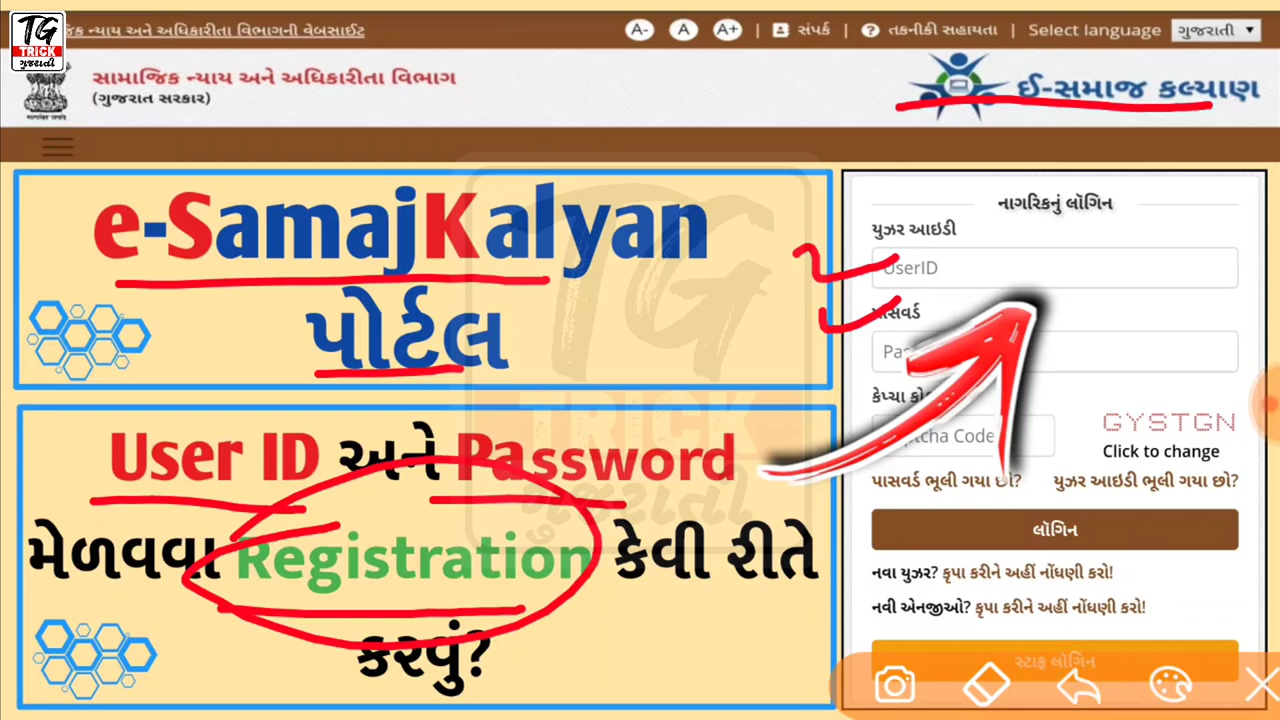 TG
TRICK
ગુજરાતી
ન્યાય અને અધિકારીતા વિભાગની વેબસાઈટ
A- A A+ | સંપર્ક | તકનીકી સહાયતા | Select language ગુજરાતી
સામાજિક ન્યાય અને અધિકારીતા વિભાગ
(ગુજરાત સરકાર)
ઈ-સમાજ કલ્યાણ
e-SamajKalyan
પોર્ટલ
User ID અને Password
મેળવવા Registration કેવી રીતે
કરવું?
TG
TRICK
ગુજરાતી
નાગરિકનું લૉગિન
યુઝર આઇડી
UserID
પાસવર્ડ
કેપ્ચા
GYSTGN
Code
Click to change
પાસવર્ડ ભૂલી ગયા છો? યુઝર આઇડી ભૂલી ગયા છો?
લૉગિન
નવા યુઝર? કૃપા કરીને અહીં નોંધણી કરો!
નવી એનજીઓ? કૃપા કરીને અહીં નોંધણી કરો!
સ્ટાફ લૉગિન